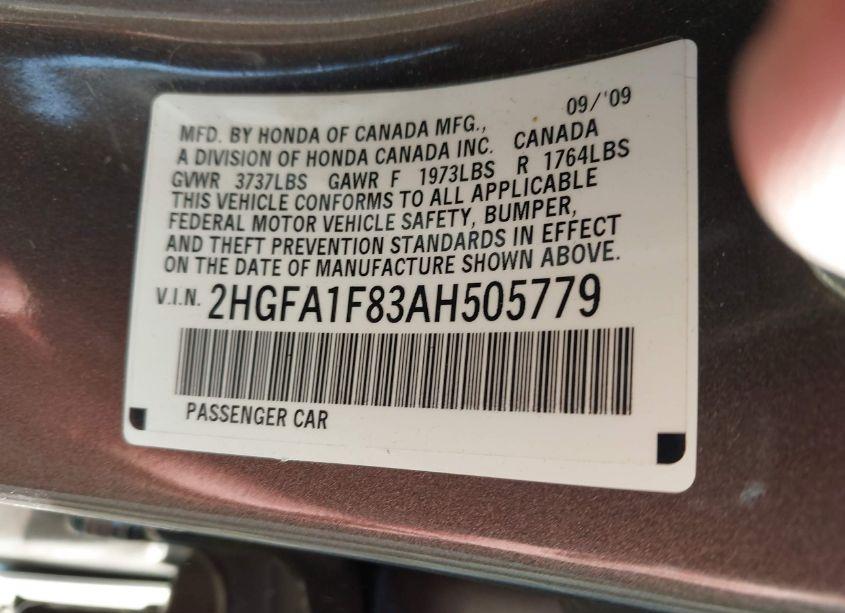 09/'09
MFD. BY HONDA OF CANADA MFG.,
A DIVISION OF HONDA CANADA INC. CANADA
GVWR 3737LBS GAWR F 1973LBS R 1764LBS
THIS VEHICLE CONFORMS TO ALL APPLICABLE
FEDERAL MOTOR VEHICLE SAFETY, BUMPER,
AND THEFT PREVENTION STANDARDS IN EFFECT
ON THE DATE OF MANUFACTURE SHOWN ABOVE.
V.I.N. 2HGFA1F83AH505779
PASSENGER CAR